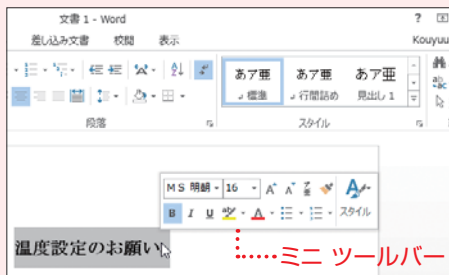 文書 1 - Word
?
差し込み文書 校閲 表示
Kouyuu
あア亜 あア亜 あア亜
標準 行間詰め 見出し 1
段落 スタイル
MS 明朝 16
B I U
スタイル
温度設定のお願い
ミニ ツールバー